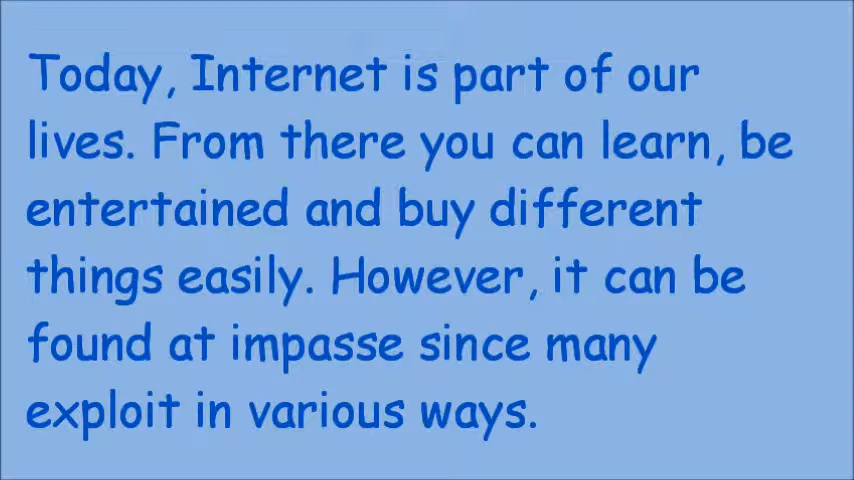 Today, Internet is part of our
lives. From there you can learn, be
entertained and buy different
things easily. However, it can be
found at impasse since many
exploit in various ways.